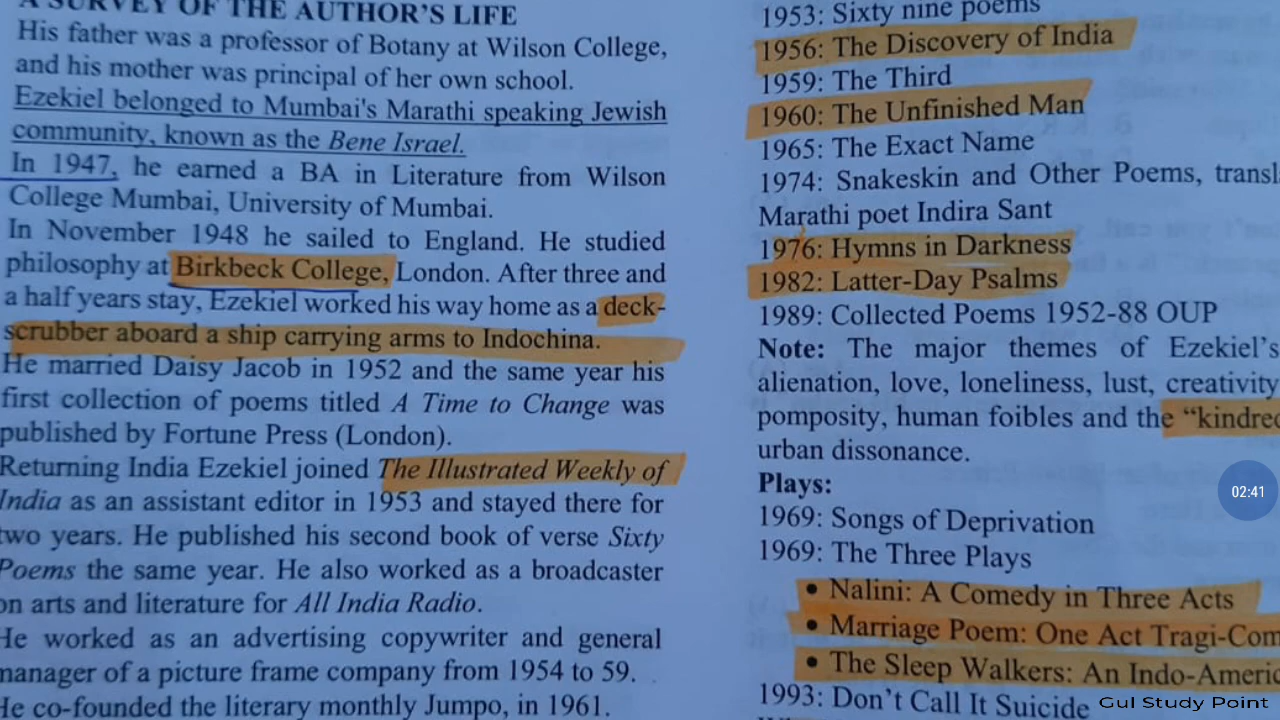 A SURVEY OF THE AUTHOR'S LIFE
His father was a professor of Botany at Wilson College,
and his mother was principal of her own school.
Ezekiel belonged to Mumbai's Marathi speaking Jewish
community, known as the Bene Israel.
In 1947, he earned a BA in Literature from Wilson
College Mumbai, University of Mumbai.
In November 1948 he sailed to England. He studied
philosophy at Birkbeck College, London. After three and
a half years stay, Ezekiel worked his way home as a deck-
scrubber aboard a ship carrying arms to Indochina.
He married Daisy Jacob in 1952 and the same year his
first collection of poems titled A Time to Change was
published by Fortune Press (London).
Returning India Ezekiel joined The Illustrated Weekly of
India as an assistant editor in 1953 and stayed there for
two years. He published his second book of verse Sixty
Poems the same year. He also worked as a broadcaster
on arts and literature for All India Radio.
He worked as an advertising copywriter and general
manager of a picture frame company from 1954 to 59.
He co-founded the literary monthly Jumpo, in 1961.
1953: Sixty nine poems
1956: The Discovery of India
1959: The Third
1960: The Unfinished Man
1965: The Exact Name
1974: Snakeskin and Other Poems, transl
Marathi poet Indira Sant
1976: Hymns in Darkness
1982: Latter-Day Psalms
1989: Collected Poems 1952-88 OUP
Note: The major themes of Ezekiel's
alienation, love, loneliness, lust, creativity
pomposity, human foibles and the "kindred
urban dissonance.
Plays:
1969: Songs of Deprivation
1969: The Three Plays
• Nalini: A Comedy in Three Acts
• Marriage Poem: One Act Tragi-Com
• The Sleep Walkers: An Indo-Americ
1993: Don't Call It Suicide
02:41
Gul Study Point